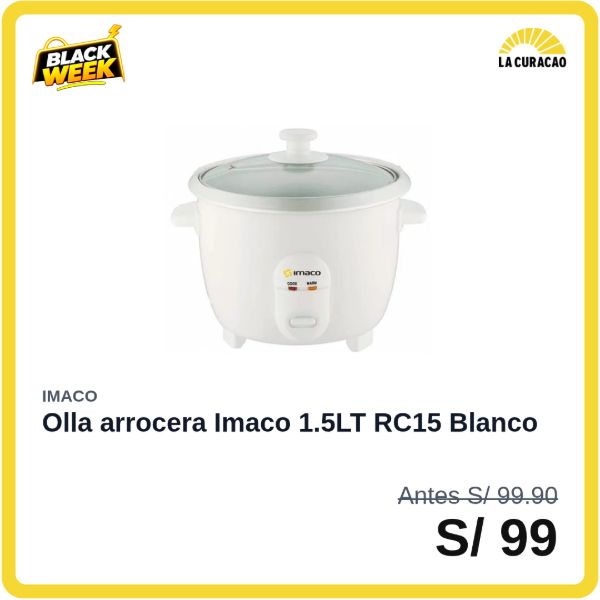 BLACK
WEEK
LA CURACAO
imaco
COOK WARM
IMACO
Olla arrocera Imaco 1.5LT RC15 Blanco
Antes S/ 99.90
S/ 99